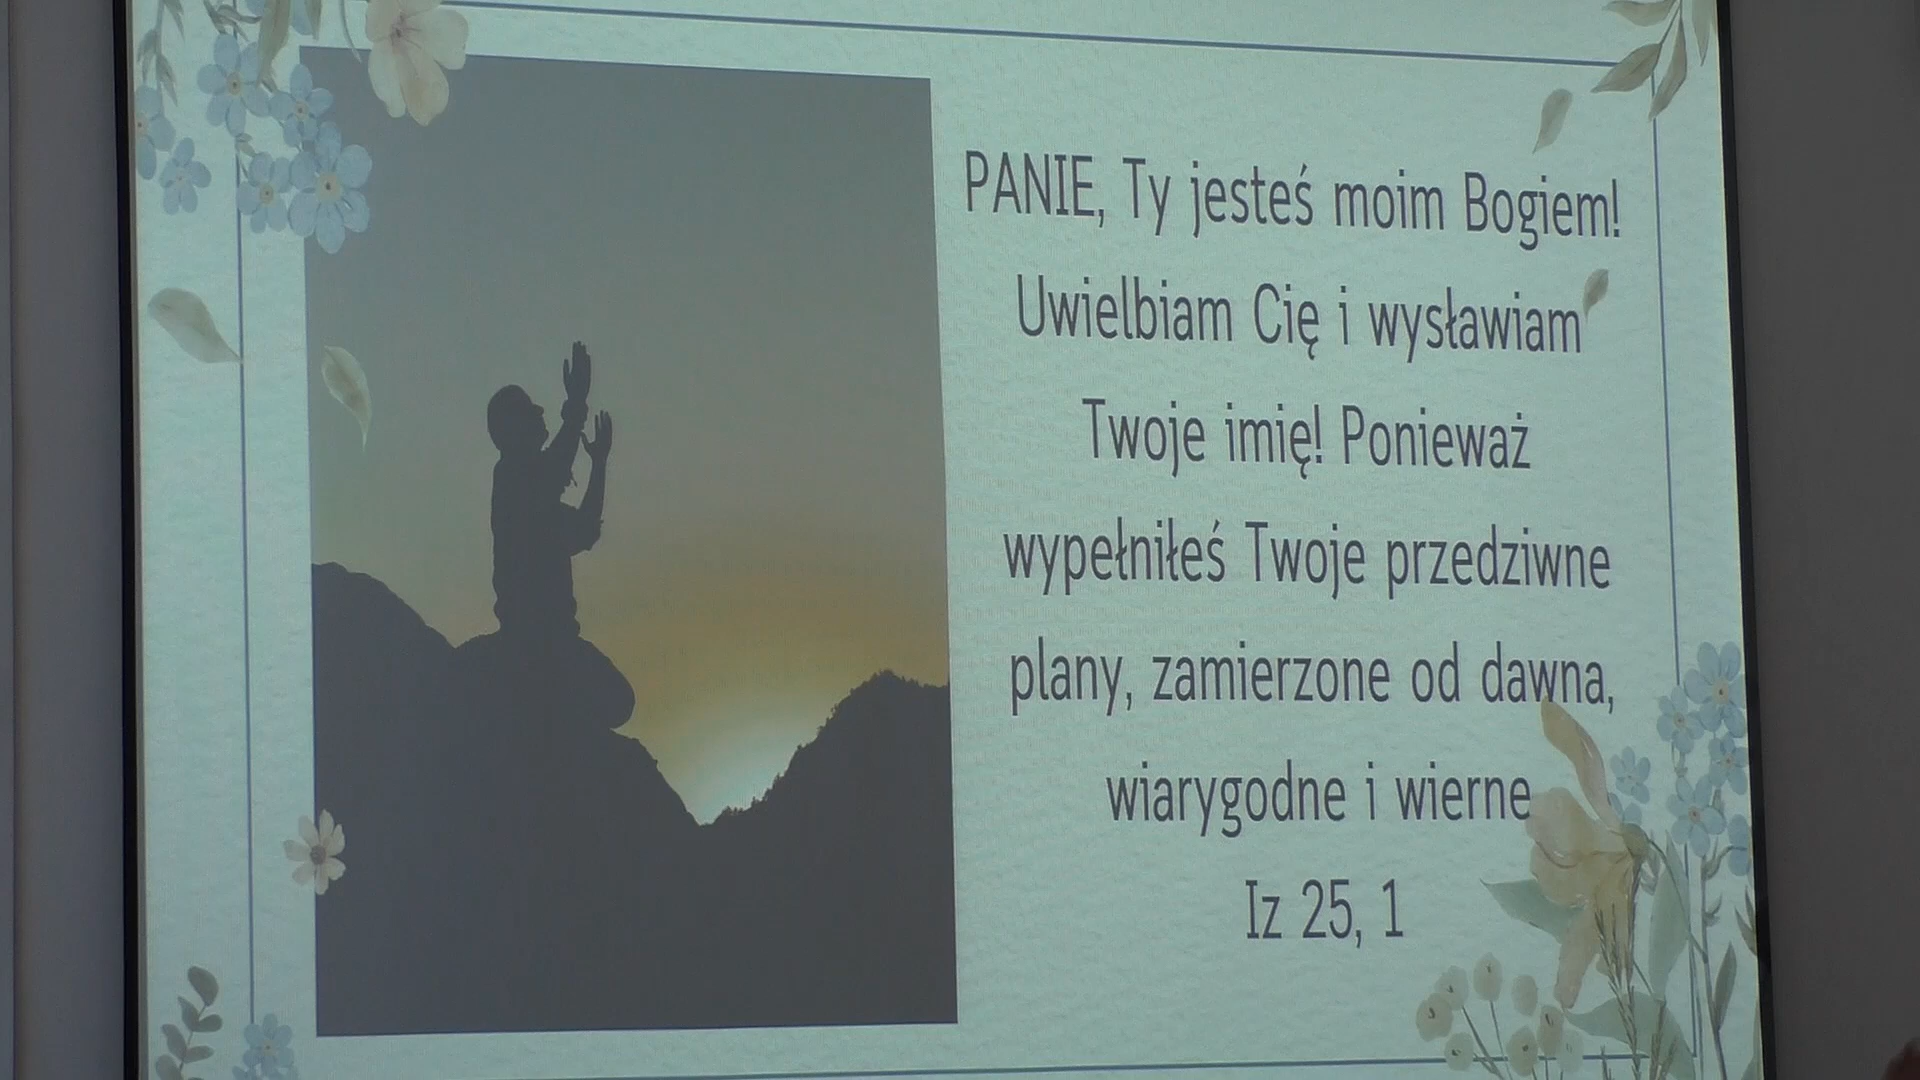 PANIE, Ty jesteś moim Bogiem!
Uwielbiam Cię i wysławiam
Twoje imię! Ponieważ
wypełniłeś Twoje przedziwne
plany, zamierzone od dawna,
wiarygodne i wierne
Iz 25, 1